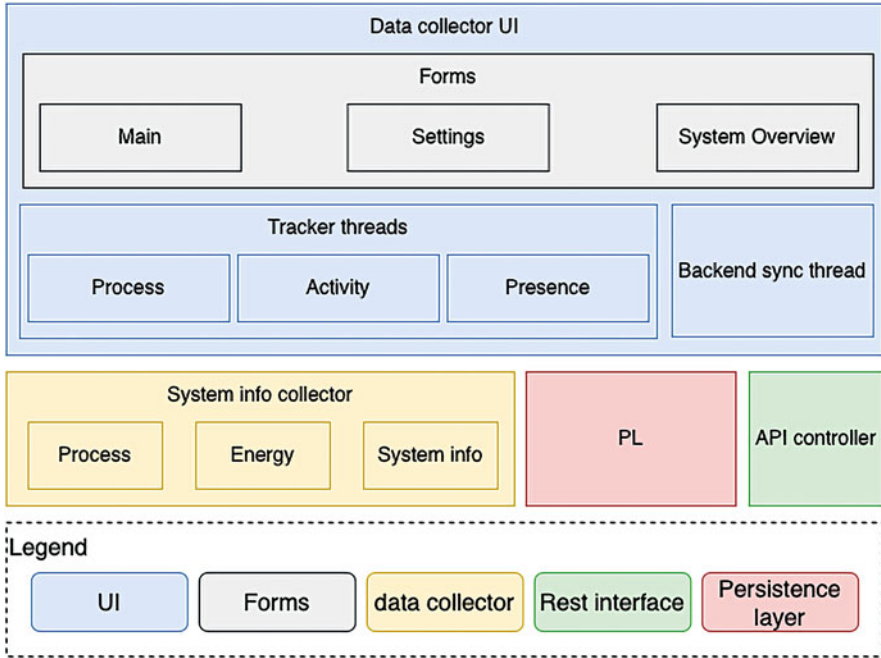 Data collector UI
Forms
Main
Settings
System Overview
Tracker threads
Process
Activity
Presence
Backend sync thread
System info collector
Process
Energy
System info
PL
API controller
Legend
UI
Forms
data collector
Rest interface
Persistence
layer